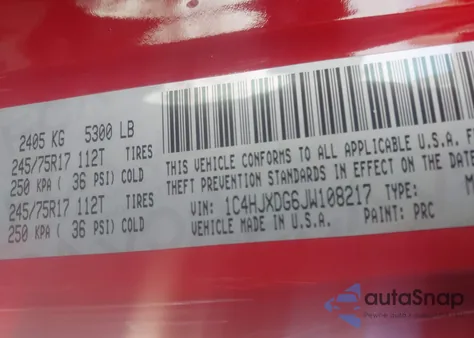 2405 KG 5300 LB
245/75R17 112T TIRES
250 KPA ( 36 PSI) COLD
245/75R17 112T TIRES
250 KPA ( 36 PSI) COLD
THIS VEHICLE CONFORMS TO ALL APPLICABLE U.S.A.
THEFT PREVENTION STANDARDS IN EFFECT ON THE DATE
VIN: 1C4HJXDG6JW108217 TYPE: M
VEHICLE MADE IN U.S.A. PAINT: PRC
autoSnap